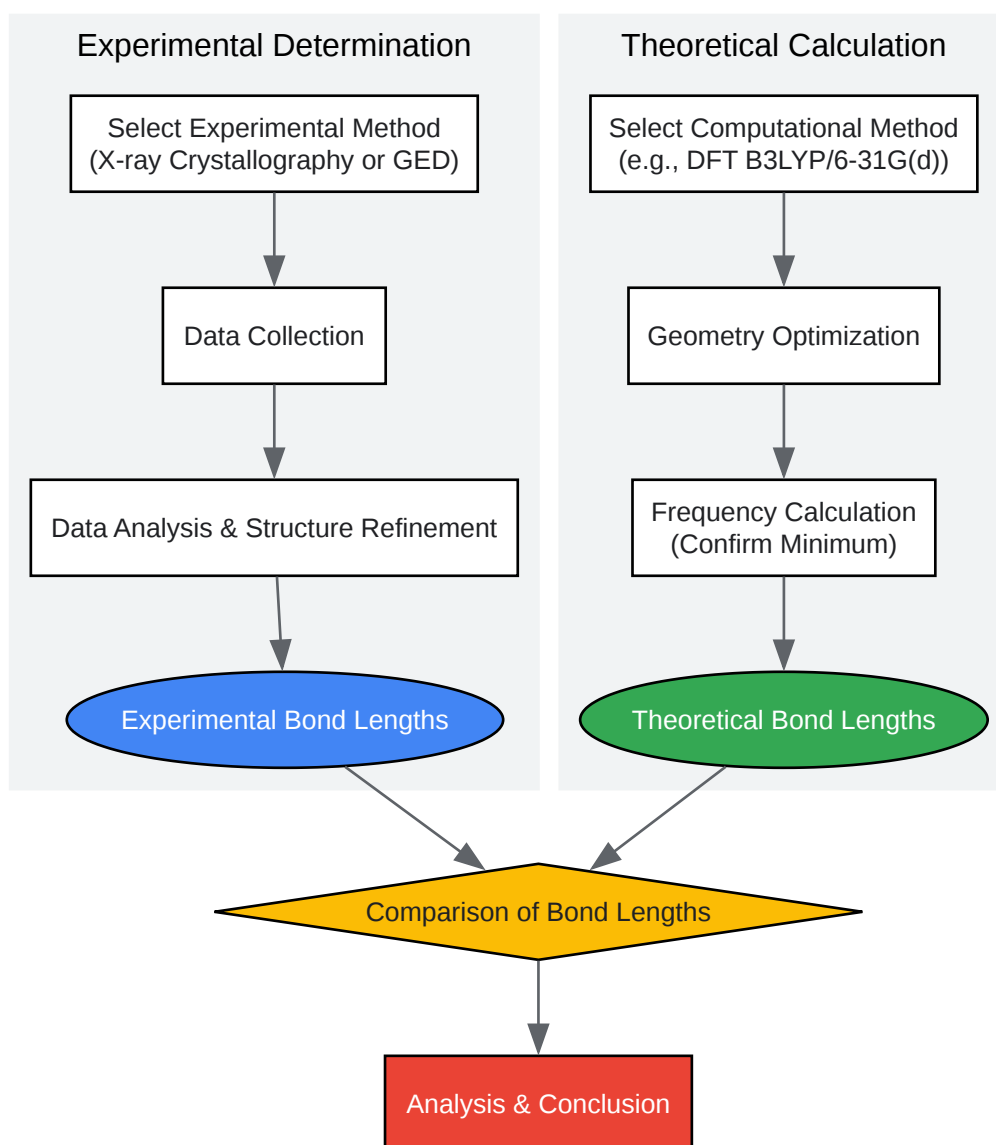 Experimental Determination
Select Experimental Method
(X-ray Crystallography or GED)
Data Collection
Data Analysis & Structure Refinement
Experimental Bond Lengths
Theoretical Calculation
Select Computational Method
(e.g., DFT B3LYP/6-31G(d))
Geometry Optimization
Frequency Calculation
(Confirm Minimum)
Theoretical Bond Lengths
Comparison of Bond Lengths
Analysis & Conclusion